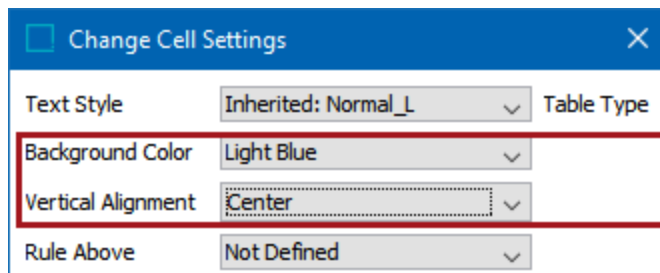 Change Cell Settings
Text Style Inherited: Normal_L Table Type
Background Color Light Blue
Vertical Alignment Center
Rule Above Not Defined